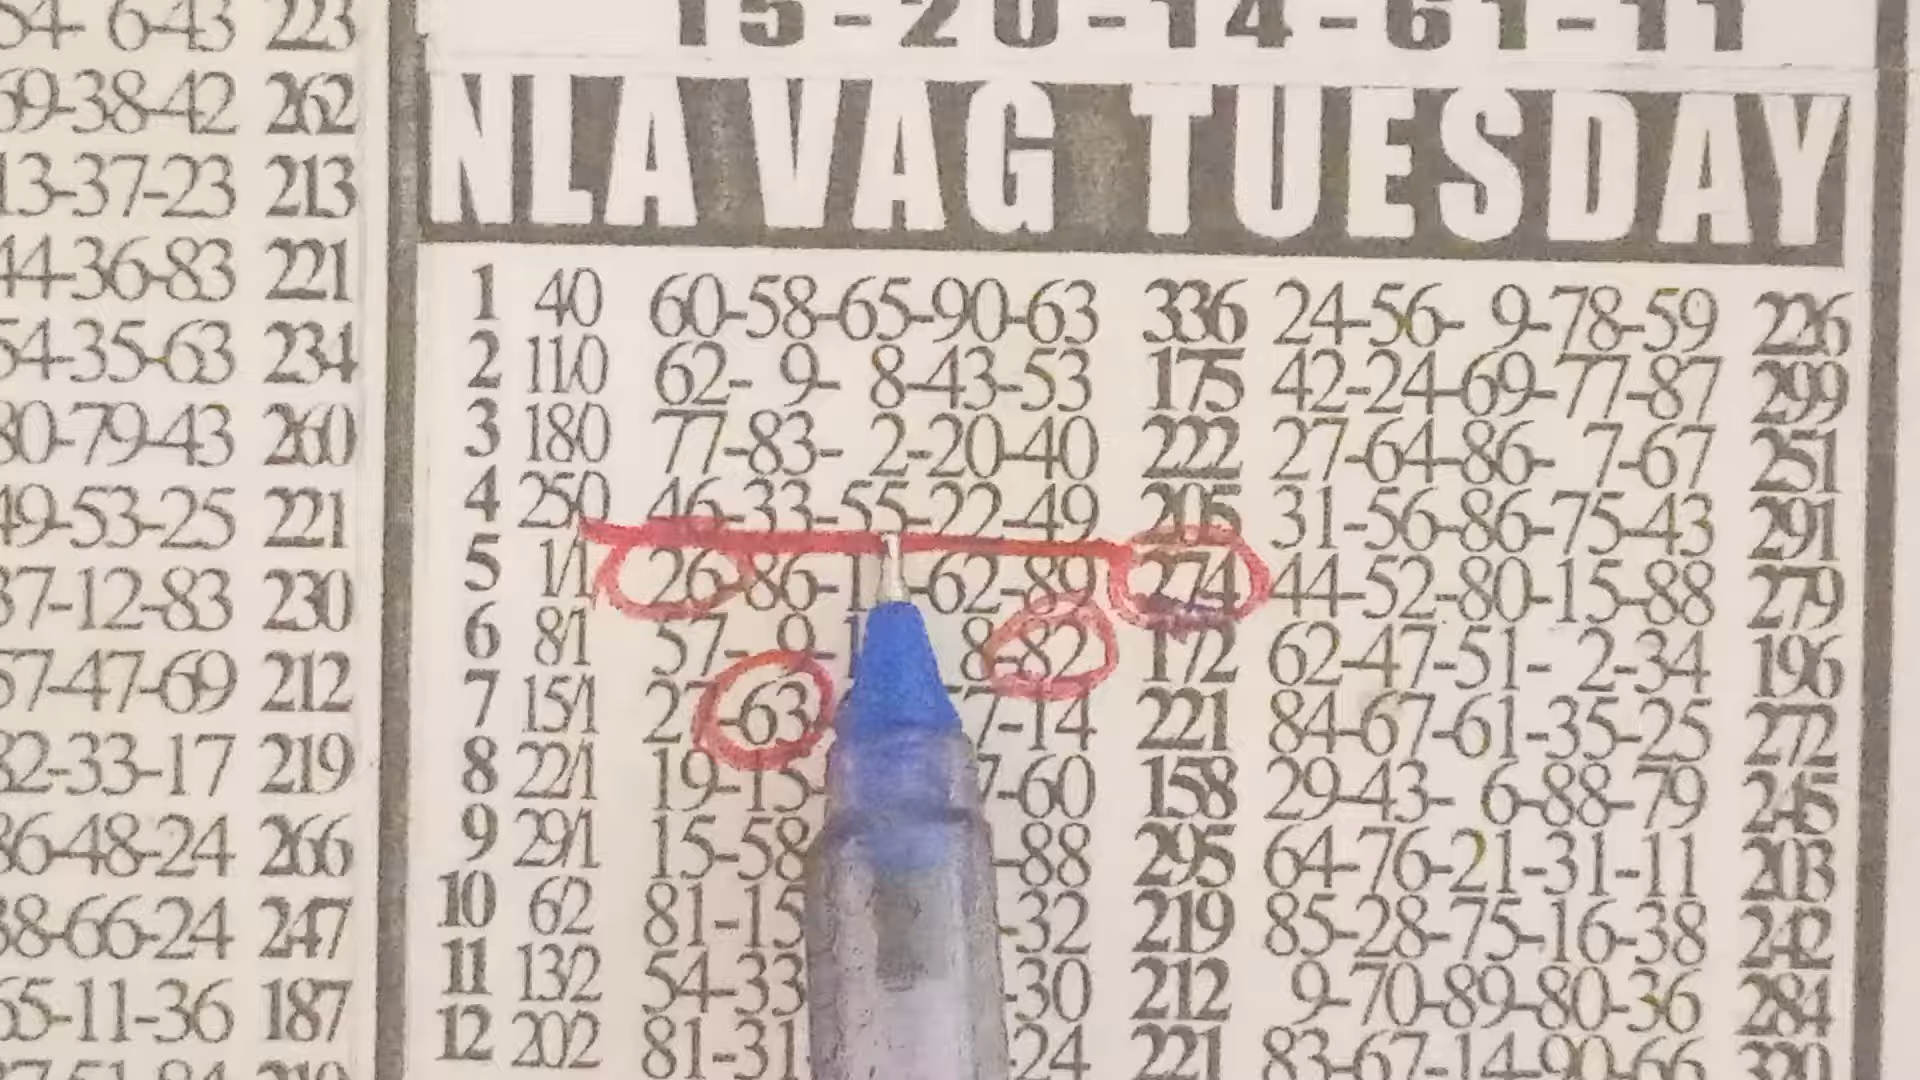 54- 6-43 223
69-38-42 262
13-37-23 213
44-36-83 221
54-35-63 234
80-79-43 260
49-53-25 221
37-12-83 230
57-47-69 212
82-33-17 219
86-48-24 266
38-66-24 247
65-11-36 187
15-20-14-61-11
NLA VAG TUESDAY
1 40 60-58-65-90-63 336 24-56- 9-78-59 226
2 11/0 62- 9- 8-43-53 175 42-24-69-77-87 299
3 180 77-83- 2-20-40 222 27-64-86- 7-67 251
4 250 46-33-55-22-49 205 31-56-86-75-43 291
5 1/1 26-86- -62-89 274 44-52-80-15-88 279
6 8/1 57- 9- 8-82 172 62-47-51- 2-34 196
7 15/1 27-63 7-14 221 84-67-61-35-25 272
8 22/1 19-15- 7-60 158 29-43- 6-88-79 245
9 29/1 15-58 -88 295 64-76-21-31-11 203
10 6/2 81-15 -32 219 85-28-75-16-38 242
11 13/2 54-33 -30 212 9-70-89-80-36 284
12 20/2 81-31 -24 221 83-67-14-90-66 320